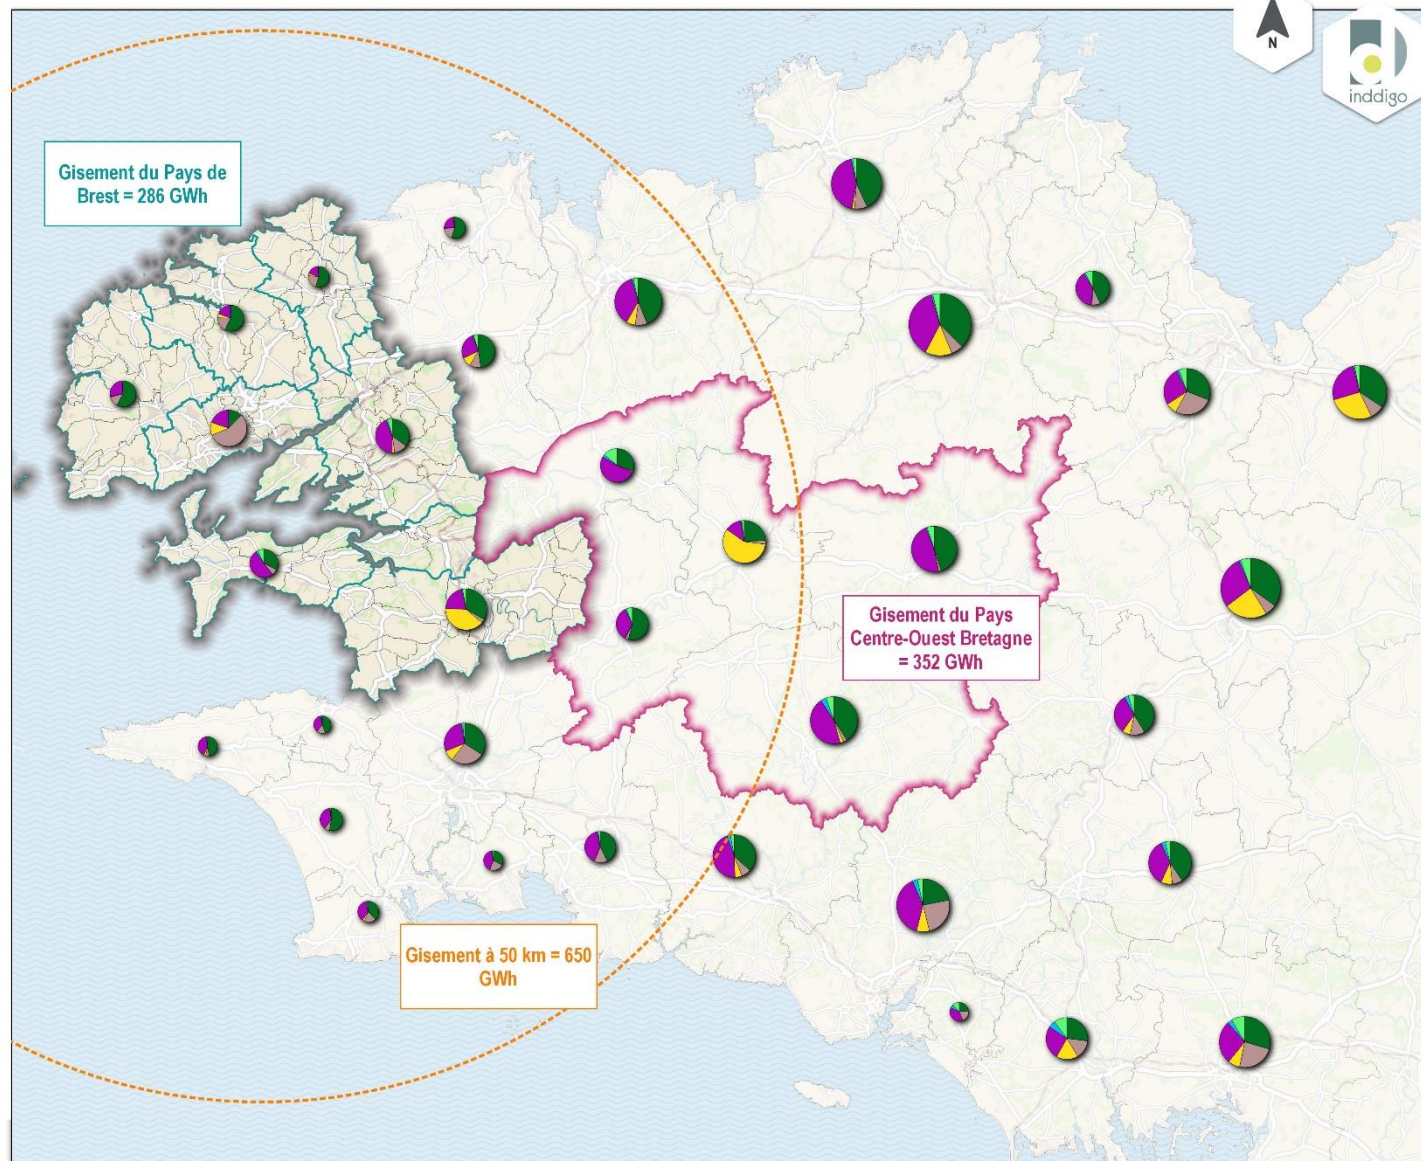 N
inddigo
Gisement du Pays de
Brest = 286 GWh
Gisement du Pays
Centre-Ouest Bretagne
= 352 GWh
Gisement à 50 km = 650
GWh